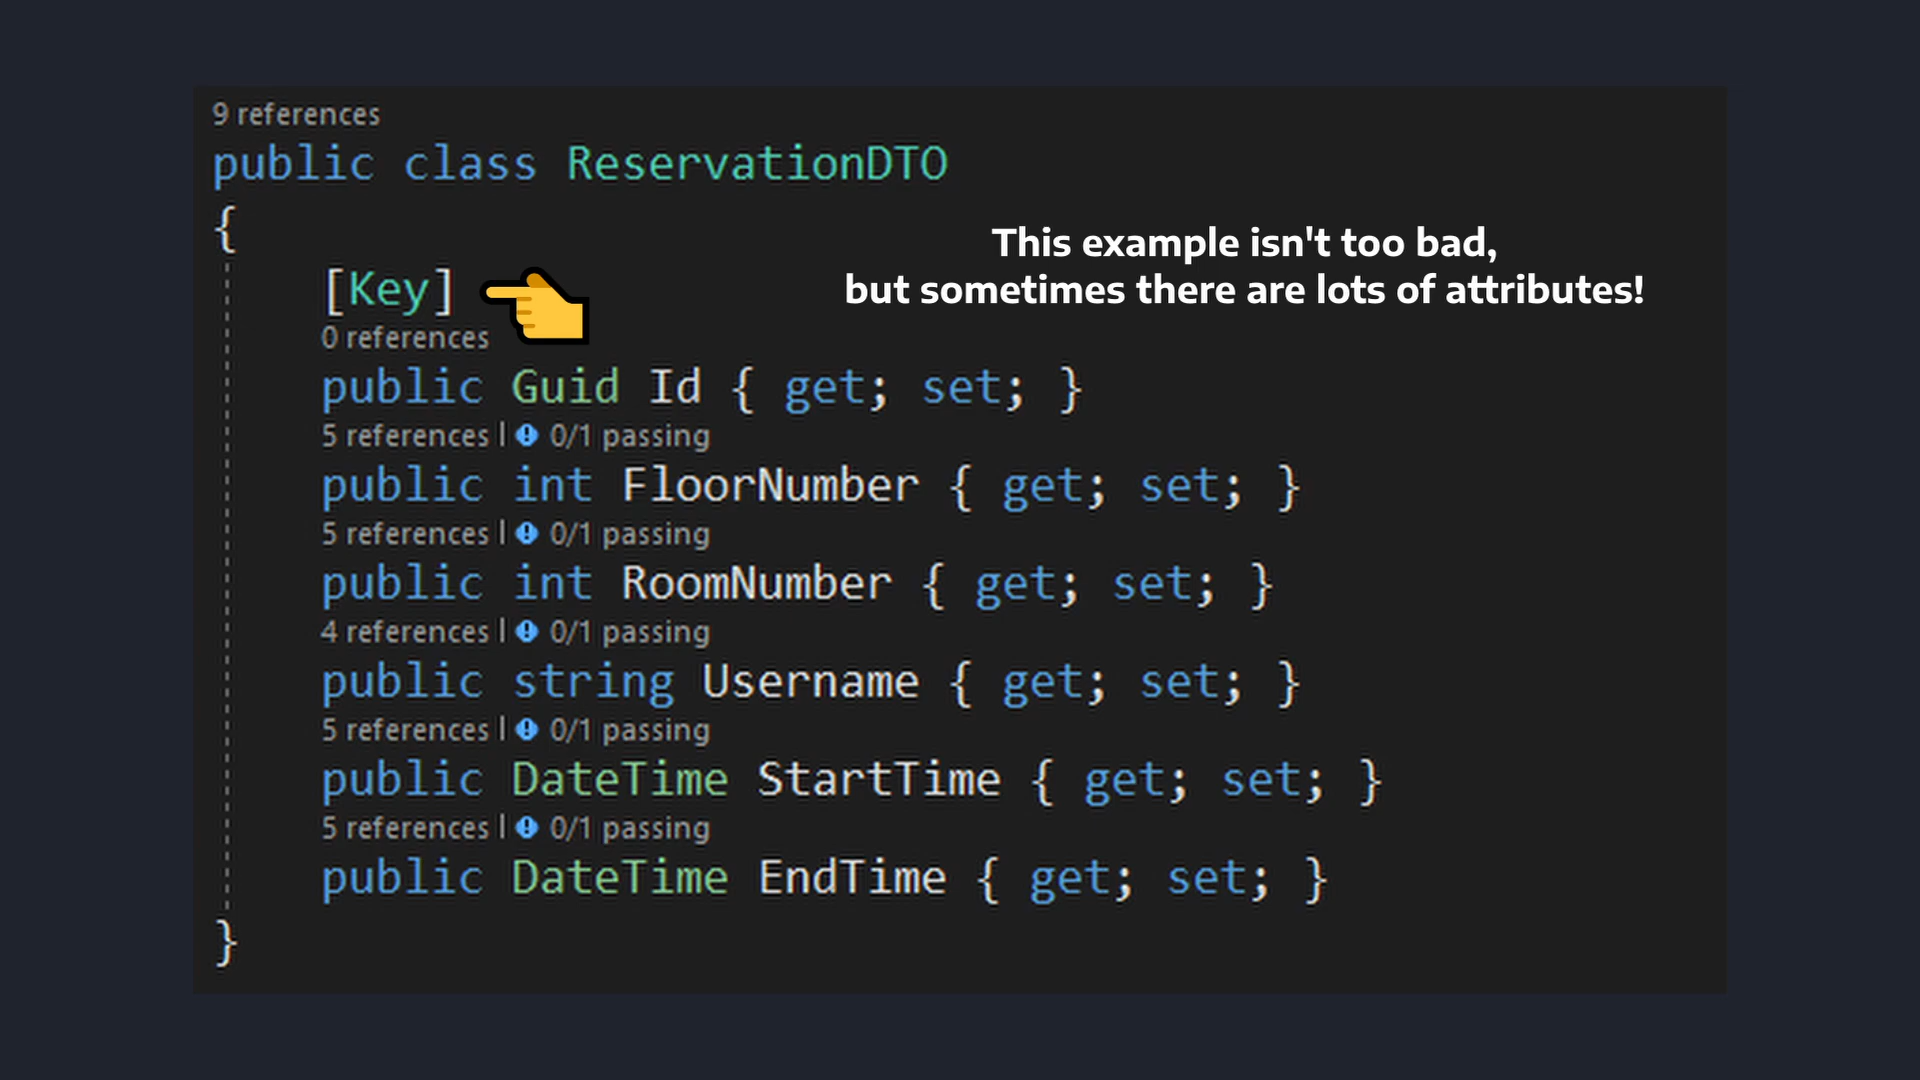 9 references
public class ReservationDTO
{
This example isn't too bad,
but sometimes there are lots of attributes!
[Key]
0 references
public Guid Id { get; set; }
5 references | 0/1 passing
public int FloorNumber { get; set; }
5 references | 0/1 passing
public int RoomNumber { get; set; }
4 references | 0/1 passing
public string Username { get; set; }
5 references | 0/1 passing
public DateTime StartTime { get; set; }
5 references | 0/1 passing
public DateTime EndTime { get; set; }
}